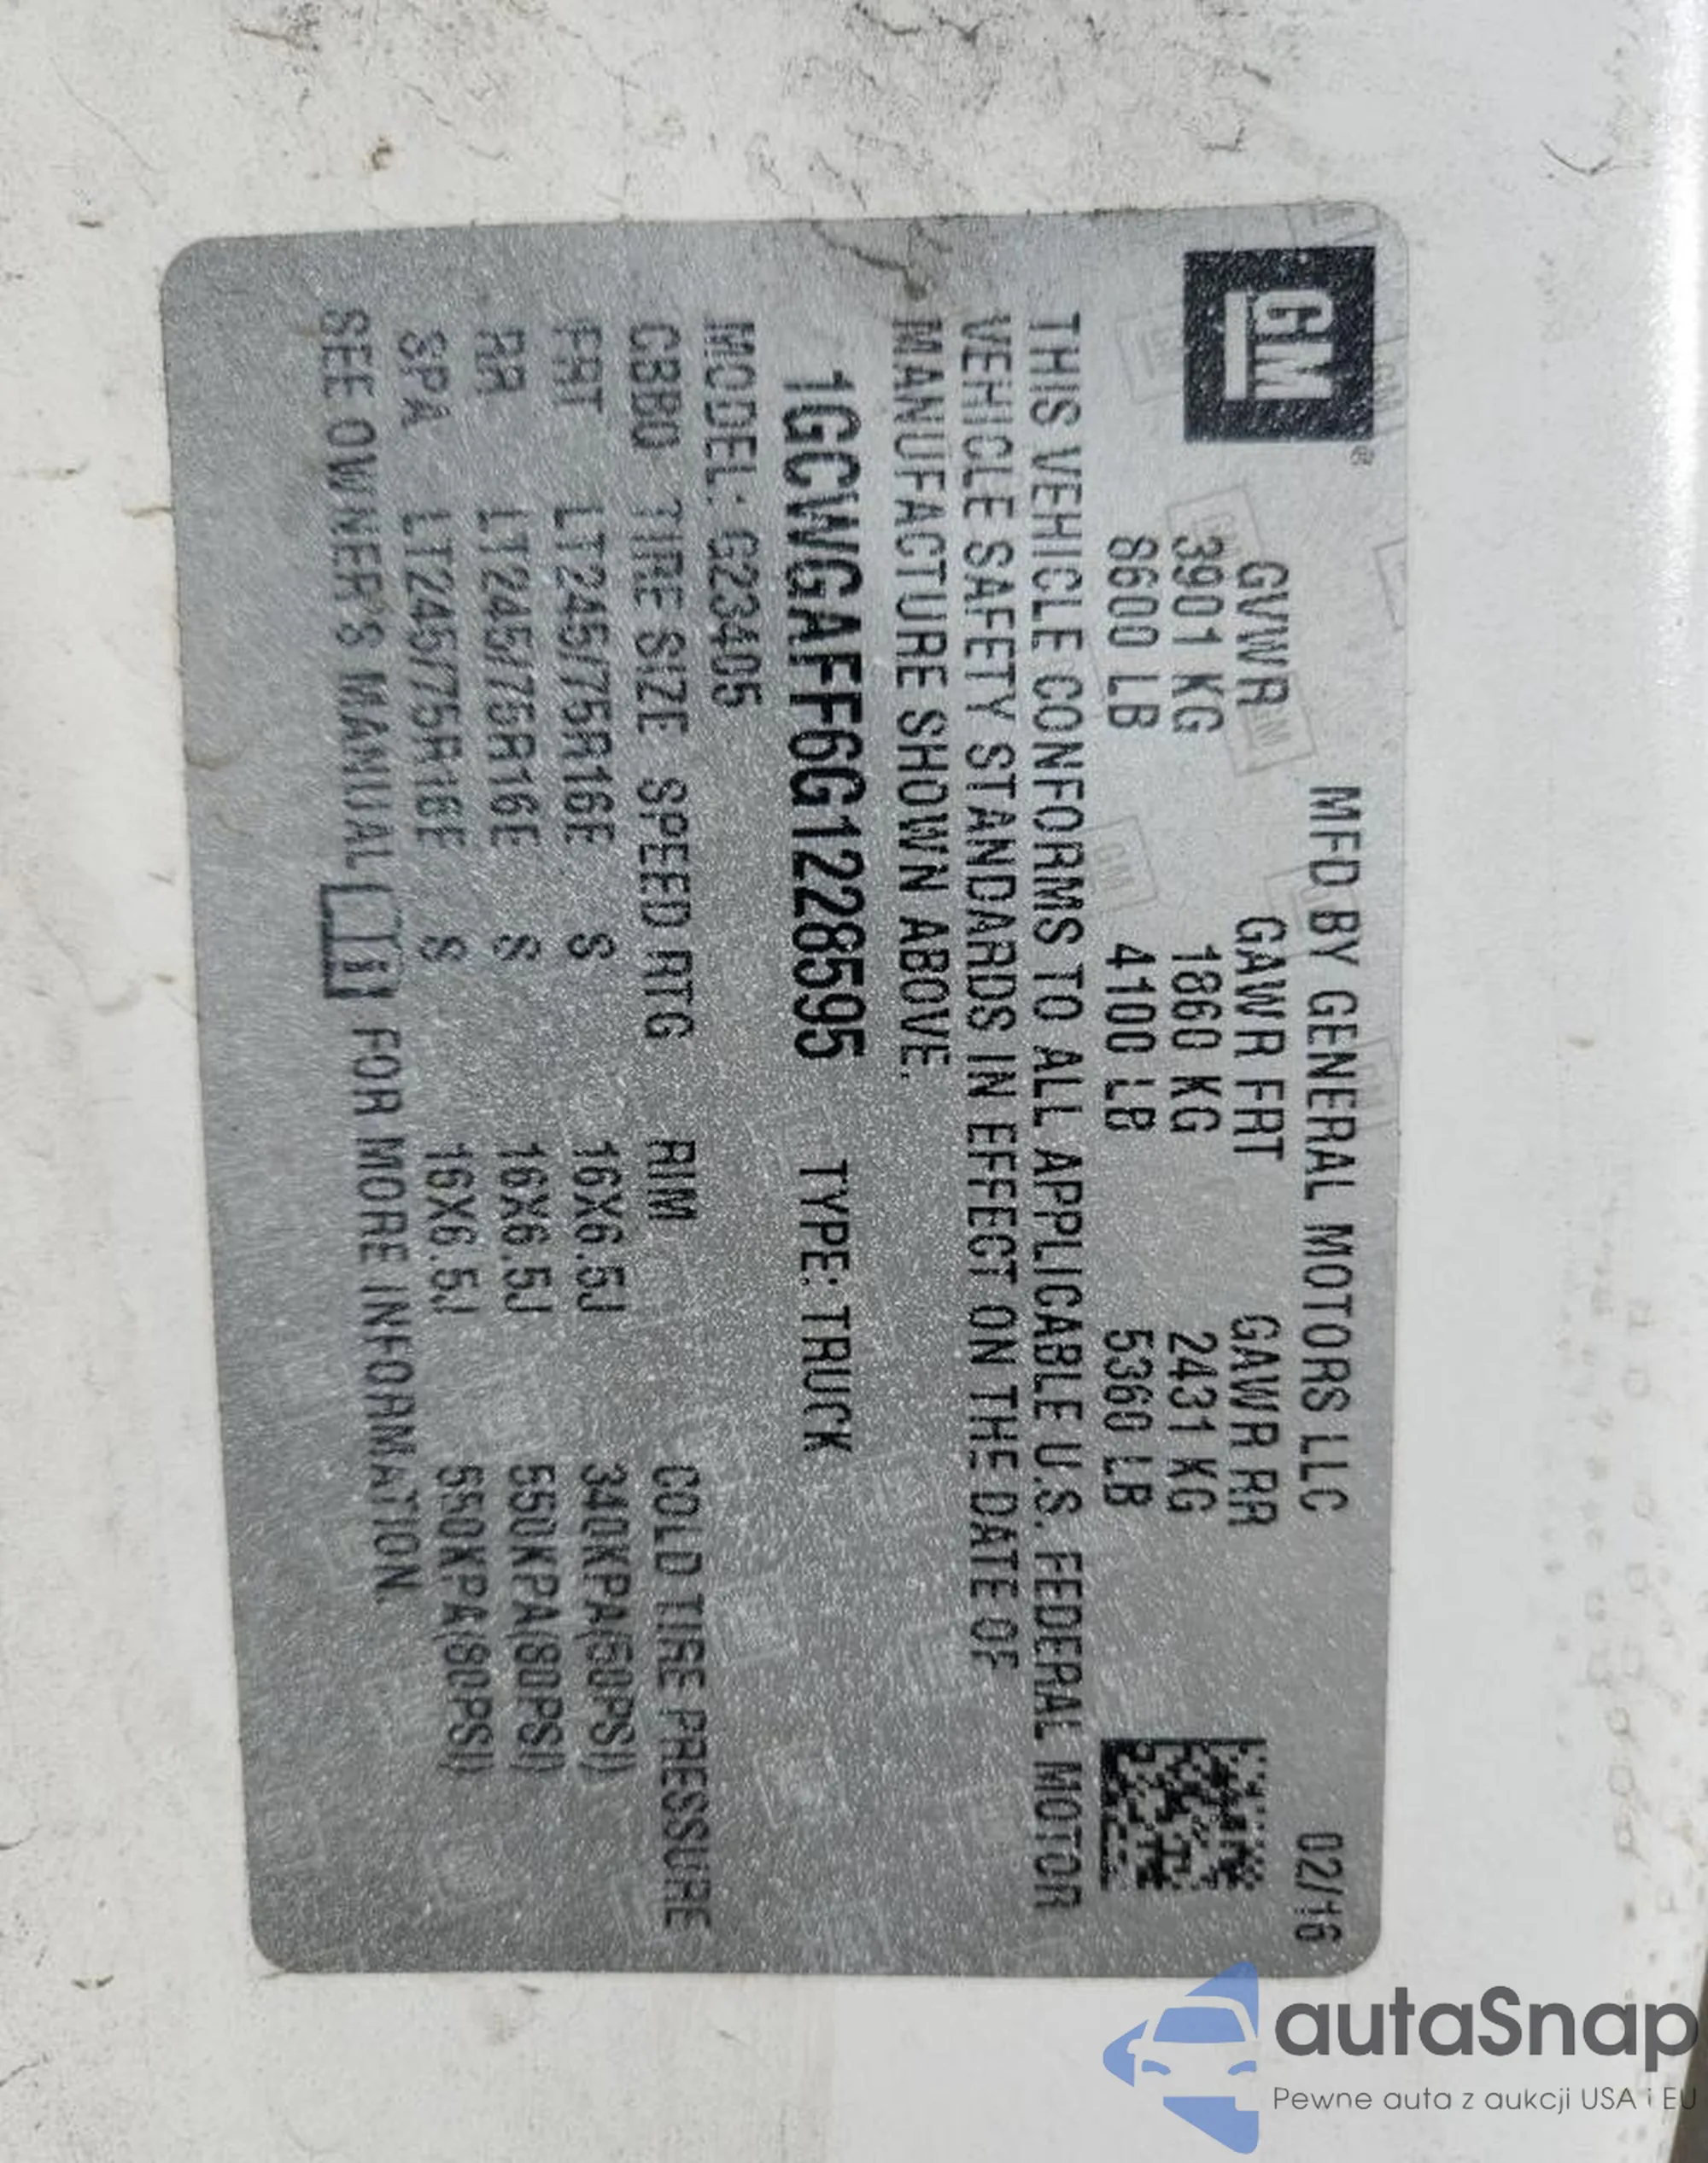 GM®
MFD BY GENERAL MOTORS LLC 02/16
GVWR GAWR FRT GAWR RR
3901 KG 1860 KG 2431 KG
8600 LB 4100 LB 5360 LB
THIS VEHICLE CONFORMS TO ALL APPLICABLE U.S. FEDERAL MOTOR
VEHICLE SAFETY STANDARDS IN EFFECT ON THE DATE OF
MANUFACTURE SHOWN ABOVE.
1GCWGAFF6G1228595 TYPE: TRUCK
MODEL: G23405
GBBO TIRE SIZE SPEED RTG RIM COLD TIRE PRESSURE
FRT LT245/75R16E S 16X6.5J 340KPA(50PSI)
RR LT245/75R16E S 16X6.5J 550KPA(80PSI)
SPA LT245/75R16E S 16X6.5J 550KPA(80PSI)
SEE OWNER'S MANUAL FOR MORE INFORMATION.
autaSnap
Pewne auta z aukcji USA i EU